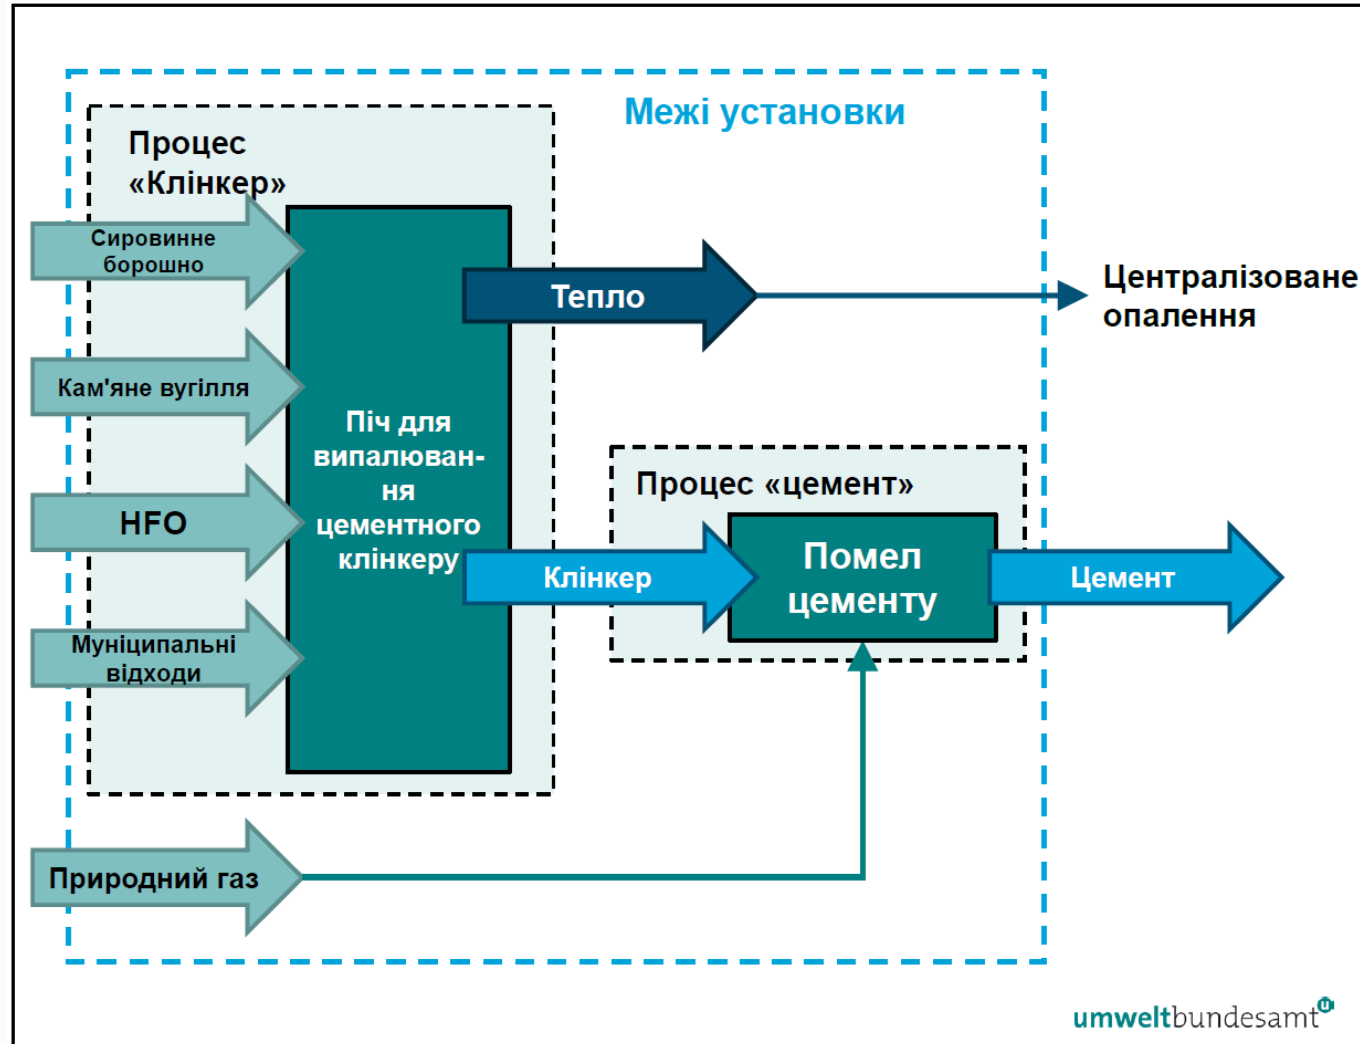 Межі установки
Процес
«Клінкер»
Сировинне
борошно
Кам'яне вугілля
HFO
Муніципальні
відходи
Піч для
випалюван-
ня
цементного
клінкеру
Тепло
Централізоване
опалення
Процес «цемент»
Клінкер
Помел
цементу
Цемент
Природний газ
umweltbundesamt u